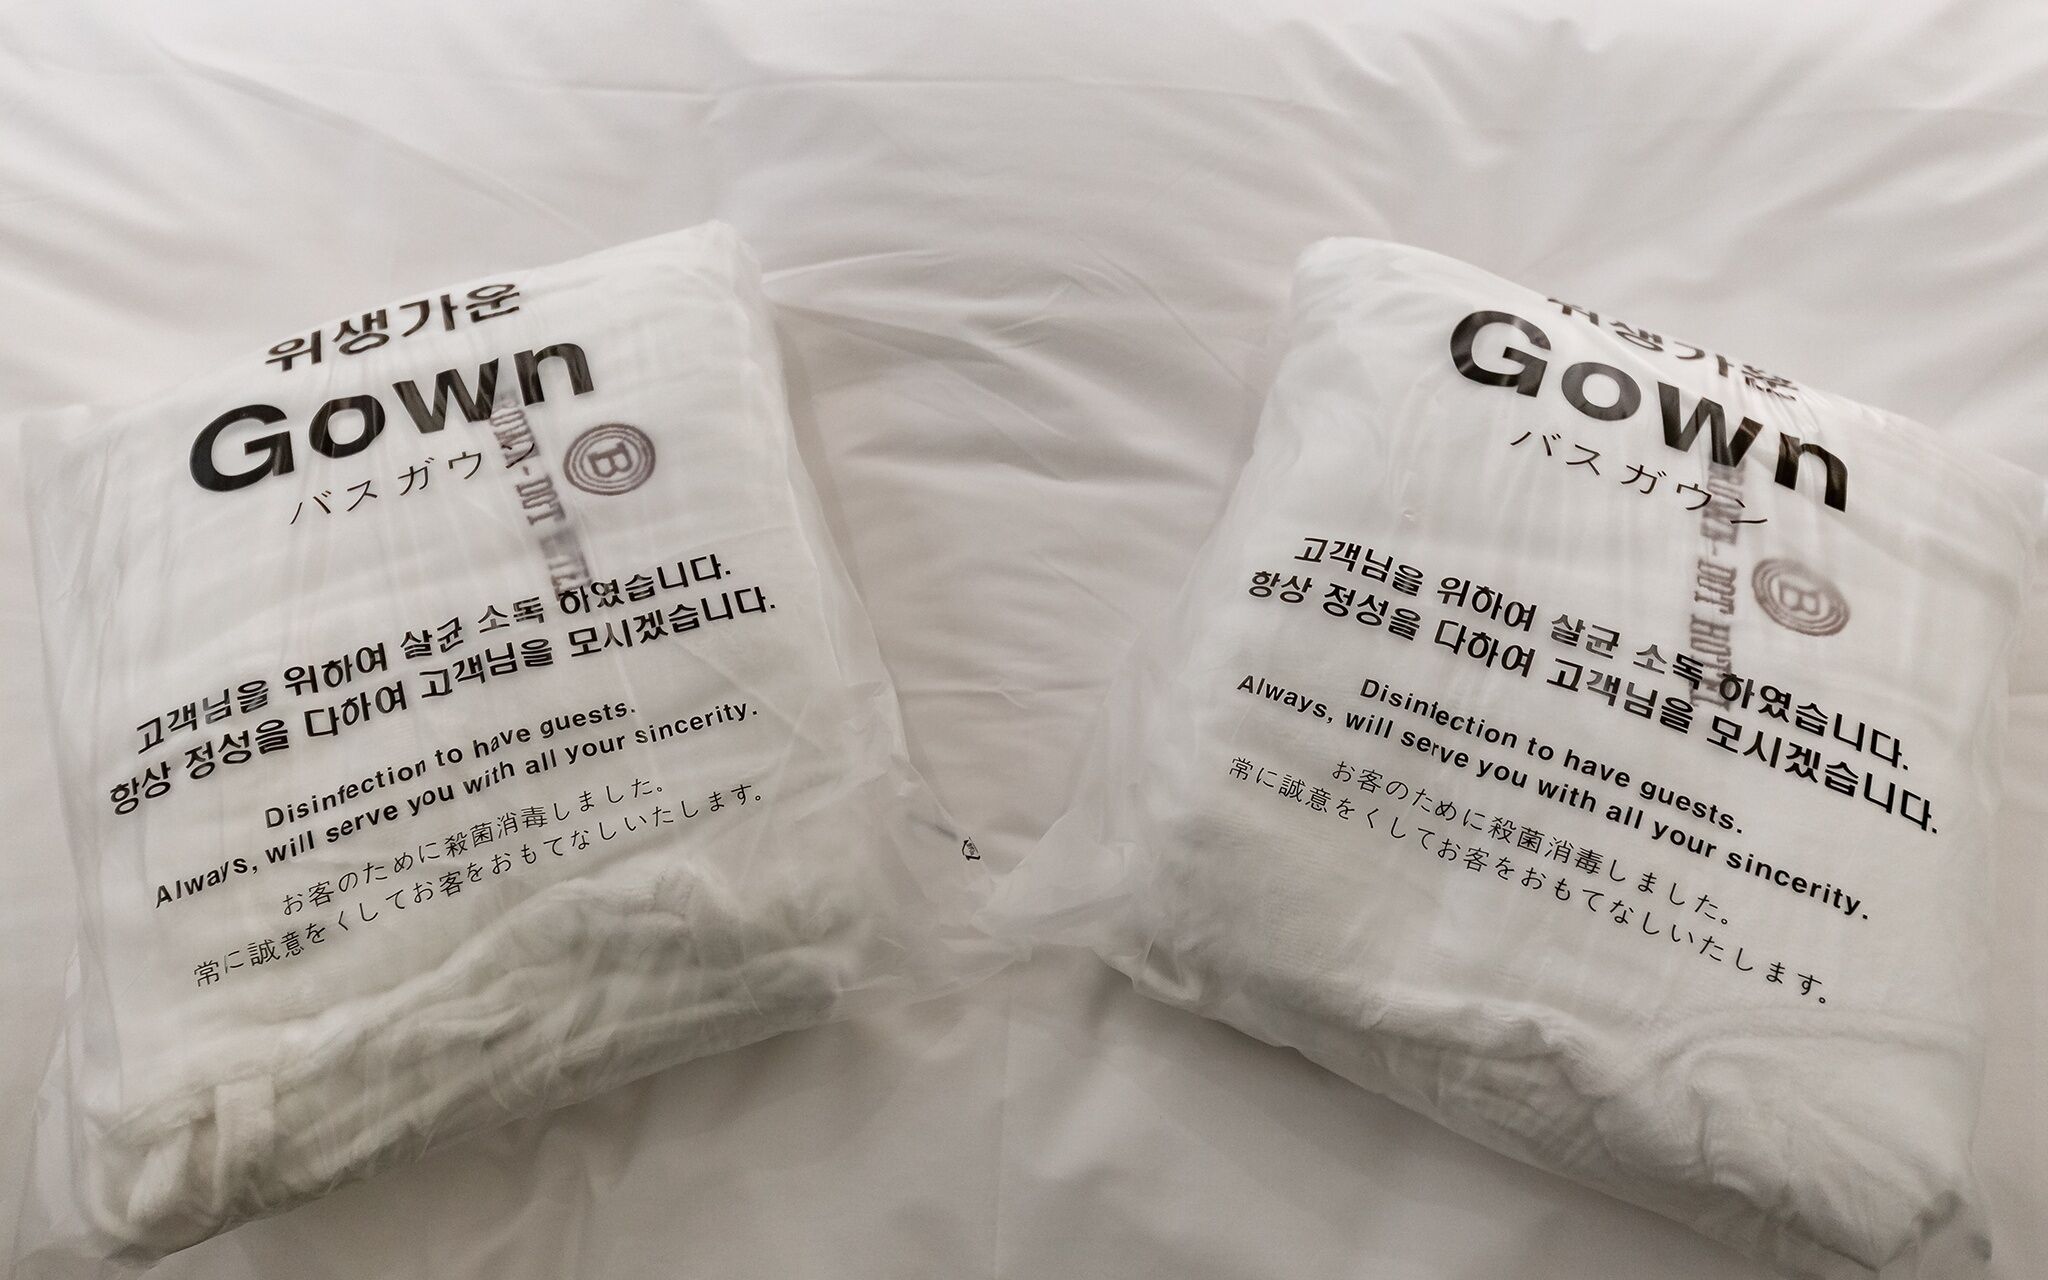 위생가운
Gown
バスガウン
B
고객님을 위하여 살균 소독 하였습니다.
항상 정성을 다하여 고객님을 모시겠습니다.
Disinfection to have guests.
Always, will serve you with all your sincerity.
お客のために殺菌消毒しました。
常に誠意をくしてお客をおもてなしいたします。
위생가운
Gown
バスガウン
DOT HOTEL
B
고객님을 위하여 살균 소독 하였습니다.
항상 정성을 다하여 고객님을 모시겠습니다.
Disinfection to have guests.
Always, will serve you with all your sincerity.
お客のために殺菌消毒しました。
常に誠意をくしてお客をおもてなしいたします。